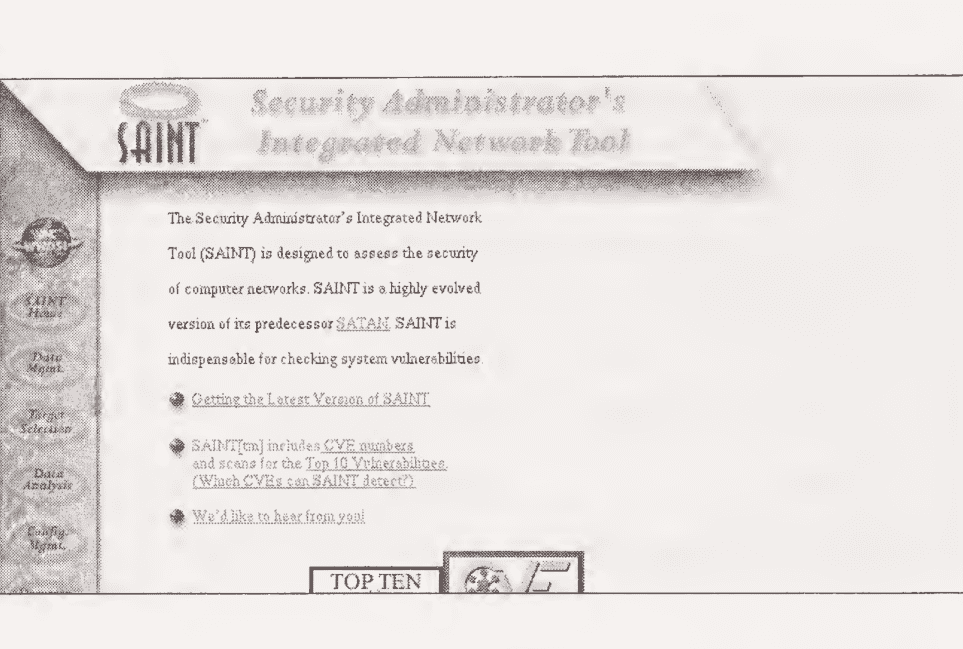 SAINT
Security Administrator's
Integrated Network Tool
The Security Administrator's Integrated Network
Tool (SAINT) is designed to assess the security
of computer networks. SAINT is a highly evolved
version of its predecessor SATAN. SAINT is
indispensable for checking system vulnerabilities.
SAINT
Home
Data
Mgmt.
Target
Selection
Data
Analysis
Config.
Mgmt.
Getting the Latest Version of SAINT
SAINT[tm] includes CVE numbers
and scans for the Top 10 Vulnerabilities.
(Which CVEs can SAINT detect?)
We'd like to hear from you!
TOP TEN